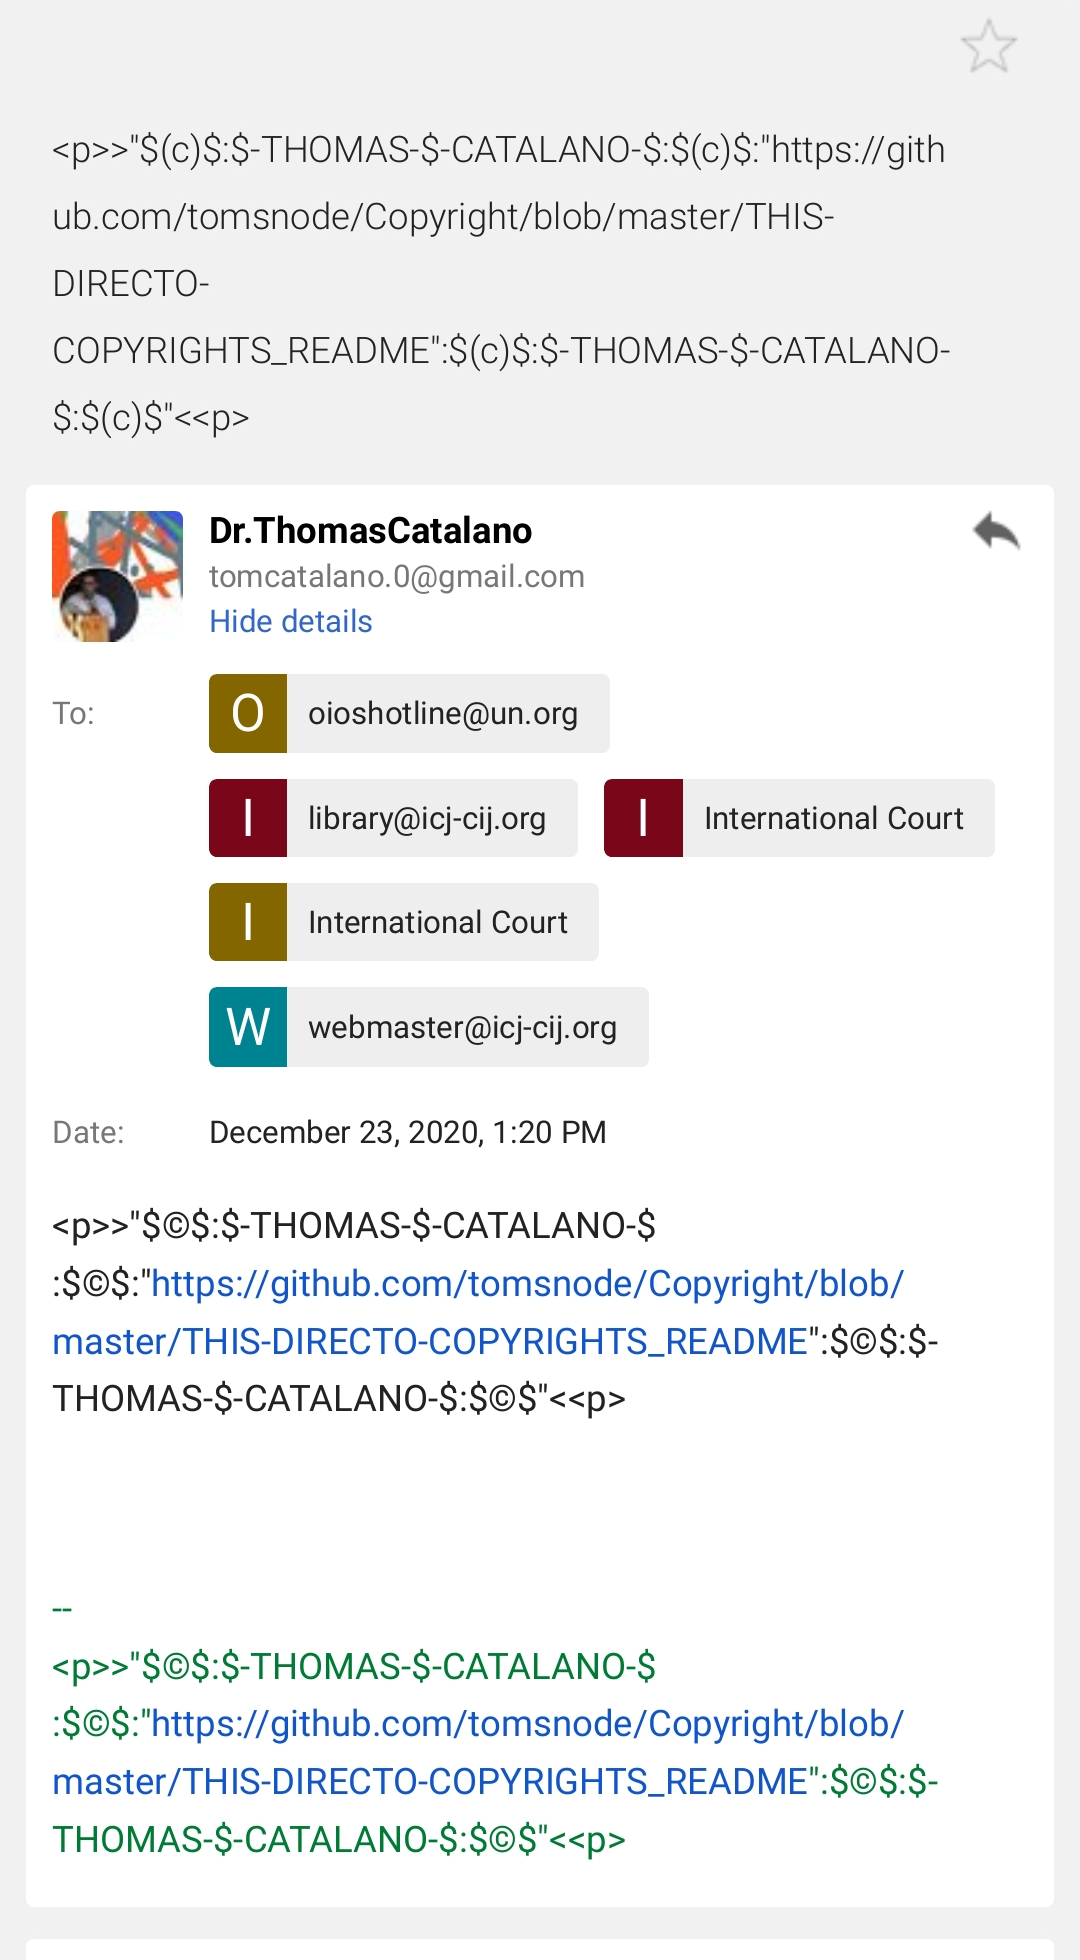 <p>>"$(c)$:$-THOMAS-$-CATALANO-$:$(c)$:"https://gith
ub.com/tomsnode/Copyright/blob/master/THIS-
DIRECTO-
COPYRIGHTS_README":$(c)$:$-THOMAS-$-CATALANO-
$:$(c)$"<<p>
Dr.ThomasCatalano
tomcatalano.0@gmail.com
Hide details
To:
O oioshotline@un.org
I library@icj-cij.org I International Court
I International Court
W webmaster@icj-cij.org
Date: December 23, 2020, 1:20 PM
<p>>"$©$:$-THOMAS-$-CATALANO-$
:$©$:"https://github.com/tomsnode/Copyright/blob/
master/THIS-DIRECTO-COPYRIGHTS_README":$©$:$-
THOMAS-$-CATALANO-$:$©$"<<p>
--
<p>>"$©$:$-THOMAS-$-CATALANO-$
:$©$:"https://github.com/tomsnode/Copyright/blob/
master/THIS-DIRECTO-COPYRIGHTS_README":$©$:$-
THOMAS-$-CATALANO-$:$©$"<<p>